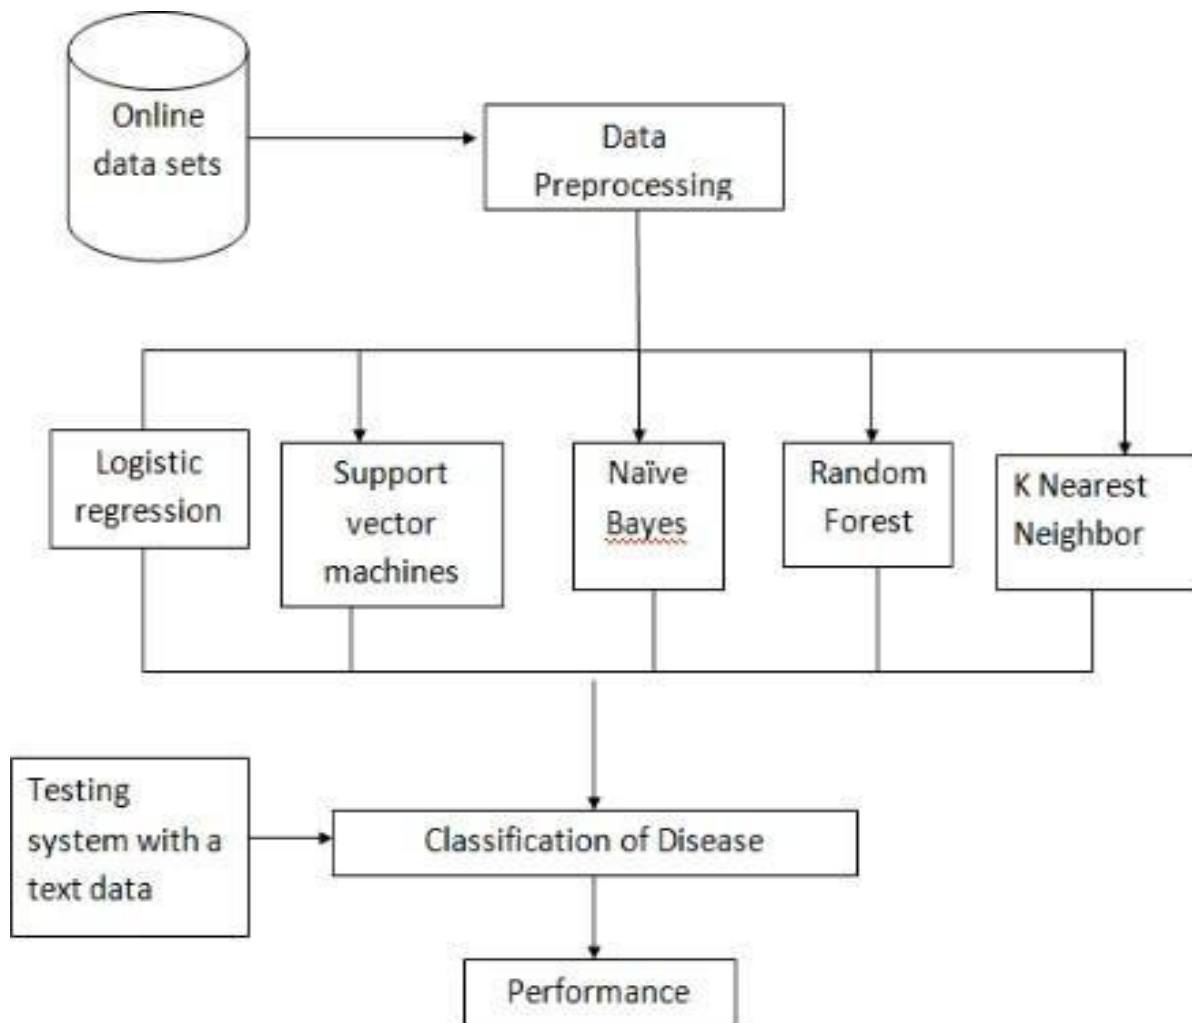 Online
data sets
Data
Preprocessing
Logistic
regression
Support
vector
machines
Naïve
Bayes
Random
Forest
K Nearest
Neighbor
Testing
system with a
text data
Classification of Disease
Performance